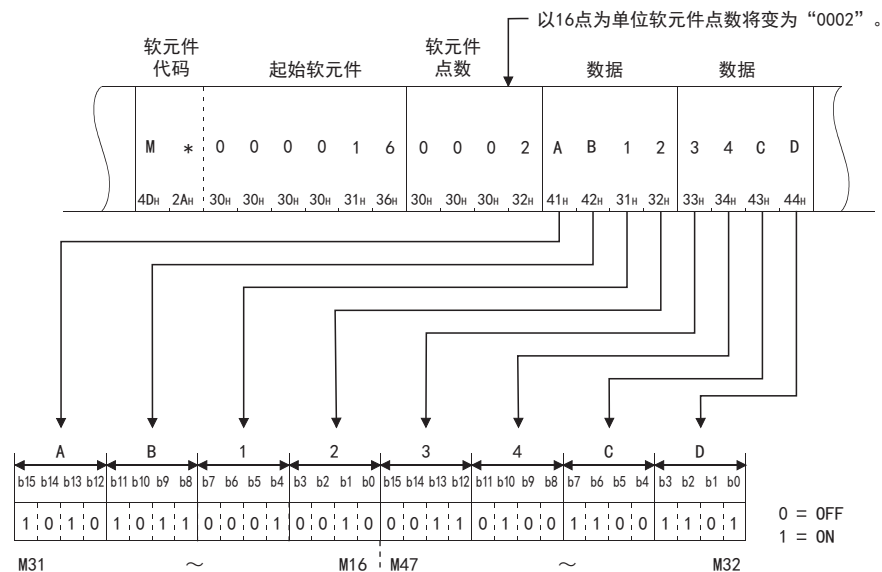 以16点为单位软元件点数将变为“0002”。
软元件 代码
起始软元件
软元件 点数
数据
数据
M * 0 0 0 0 1 6 0 0 0 2 A B 1 2 3 4 C D
4DH 2AH 30H 30H 30H 30H 31H 36H 30H 30H 30H 32H 41H 42H 31H 32H 33H 34H 43H 44H
A B 1 2 3 4 C D
b15 b14 b13 b12 b11 b10 b9 b8 b7 b6 b5 b4 b3 b2 b1 b0 b15 b14 b13 b12 b11 b10 b9 b8 b7 b6 b5 b4 b3 b2 b1 b0
1 0 1 0 1 0 1 1 0 0 0 1 0 0 1 0 0 0 1 1 0 1 0 0 1 1 0 0 1 1 0 1
0 = OFF
1 = ON
M31 ～ M16 M47 ～ M32